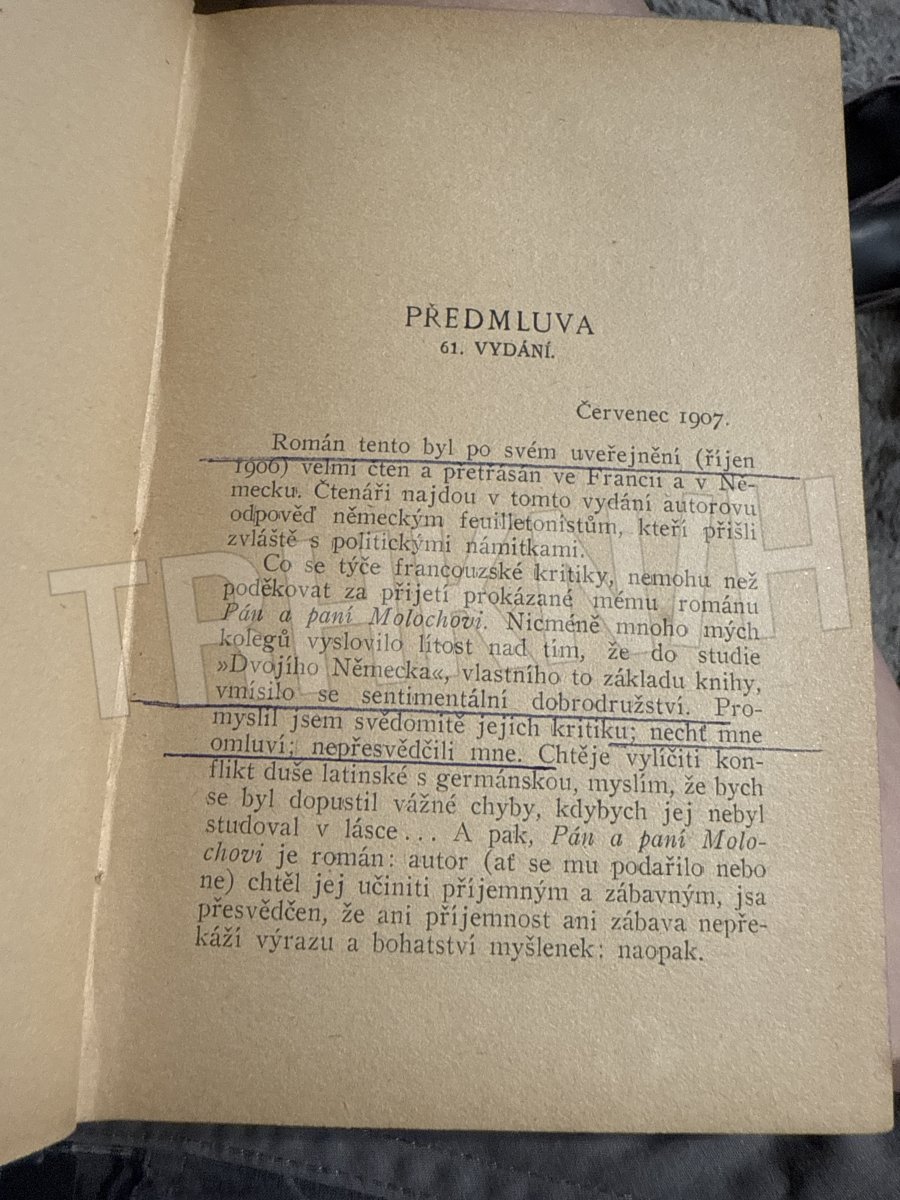 PŘEDMLUVA
61. VYDÁNÍ.
Červenec 1907.
Román tento byl po svém uveřejnění (říjen
1906) velmi čten a přetřásán ve Francii a v Ně-
mecku. Čtenáři najdou v tomto vydání autorovu
odpověď německým feuilletonistům, kteří přišli
zvláště s politickými námitkami.
Co se týče francouzské kritiky, nemohu než
poděkovat za přijetí prokázané mému románu
Pán a paní Molochovi. Nicméně mnoho mých
kolegů vyslovilo lítost nad tím, že do studie
»Dvojího Německa«, vlastního to základu knihy,
vmísilo se sentimentální dobrodružství. Pro-
myslil jsem svědomitě jejich kritiku; nechť mne
omluví; nepřesvědčili mne. Chtěje vylíčiti kon-
flikt duše latinské s germánskou, myslím, že bych
se byl dopustil vážné chyby, kdybych jej nebyl
studoval v lásce... A pak, Pán a paní Molo-
chovi je román: autor (ať se mu podařilo nebo
ne) chtěl jej učiniti příjemným a zábavným, jsa
přesvědčen, že ani příjemnost ani zábava nepře-
káží výrazu a bohatství myšlenek: naopak.